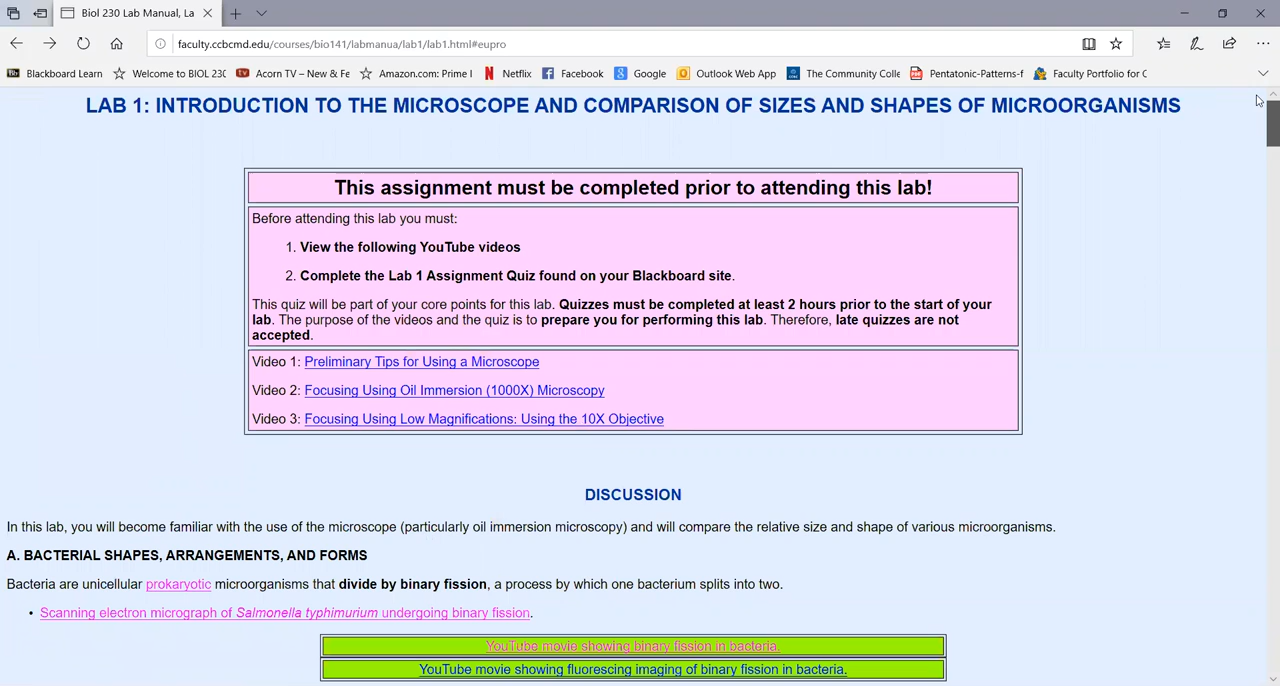 Biol 230 Lab Manual, La
faculty.ccbcmd.edu/courses/bio141/labmanua/lab1/lab1.html#eupro
Blackboard Learn Welcome to BIOL 230 Acorn TV – New & Fe Amazon.com: Prime I Netflix Facebook Google Outlook Web App The Community Colle Pentatonic-Patterns-f Faculty Portfolio for C
LAB 1: INTRODUCTION TO THE MICROSCOPE AND COMPARISON OF SIZES AND SHAPES OF MICROORGANISMS
This assignment must be completed prior to attending this lab!
Before attending this lab you must:
1. View the following YouTube videos
2. Complete the Lab 1 Assignment Quiz found on your Blackboard site.
This quiz will be part of your core points for this lab. Quizzes must be completed at least 2 hours prior to the start of your
lab. The purpose of the videos and the quiz is to prepare you for performing this lab. Therefore, late quizzes are not
accepted.
Video 1: Preliminary Tips for Using a Microscope
Video 2: Focusing Using Oil Immersion (1000X) Microscopy
Video 3: Focusing Using Low Magnifications: Using the 10X Objective
DISCUSSION
In this lab, you will become familiar with the use of the microscope (particularly oil immersion microscopy) and will compare the relative size and shape of various microorganisms.
A. BACTERIAL SHAPES, ARRANGEMENTS, AND FORMS
Bacteria are unicellular prokaryotic microorganisms that divide by binary fission, a process by which one bacterium splits into two.
• Scanning electron micrograph of Salmonella typhimurium undergoing binary fission.
YouTube movie showing binary fission in bacteria.
YouTube movie showing fluorescing imaging of binary fission in bacteria.